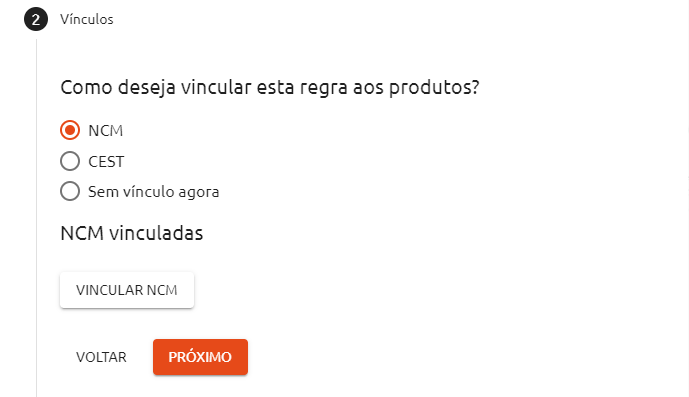 2 Vínculos
Como deseja vincular esta regra aos produtos?
NCM
CEST
Sem vínculo agora
NCM vinculadas
VINCULAR NCM
VOLTAR PRÓXIMO